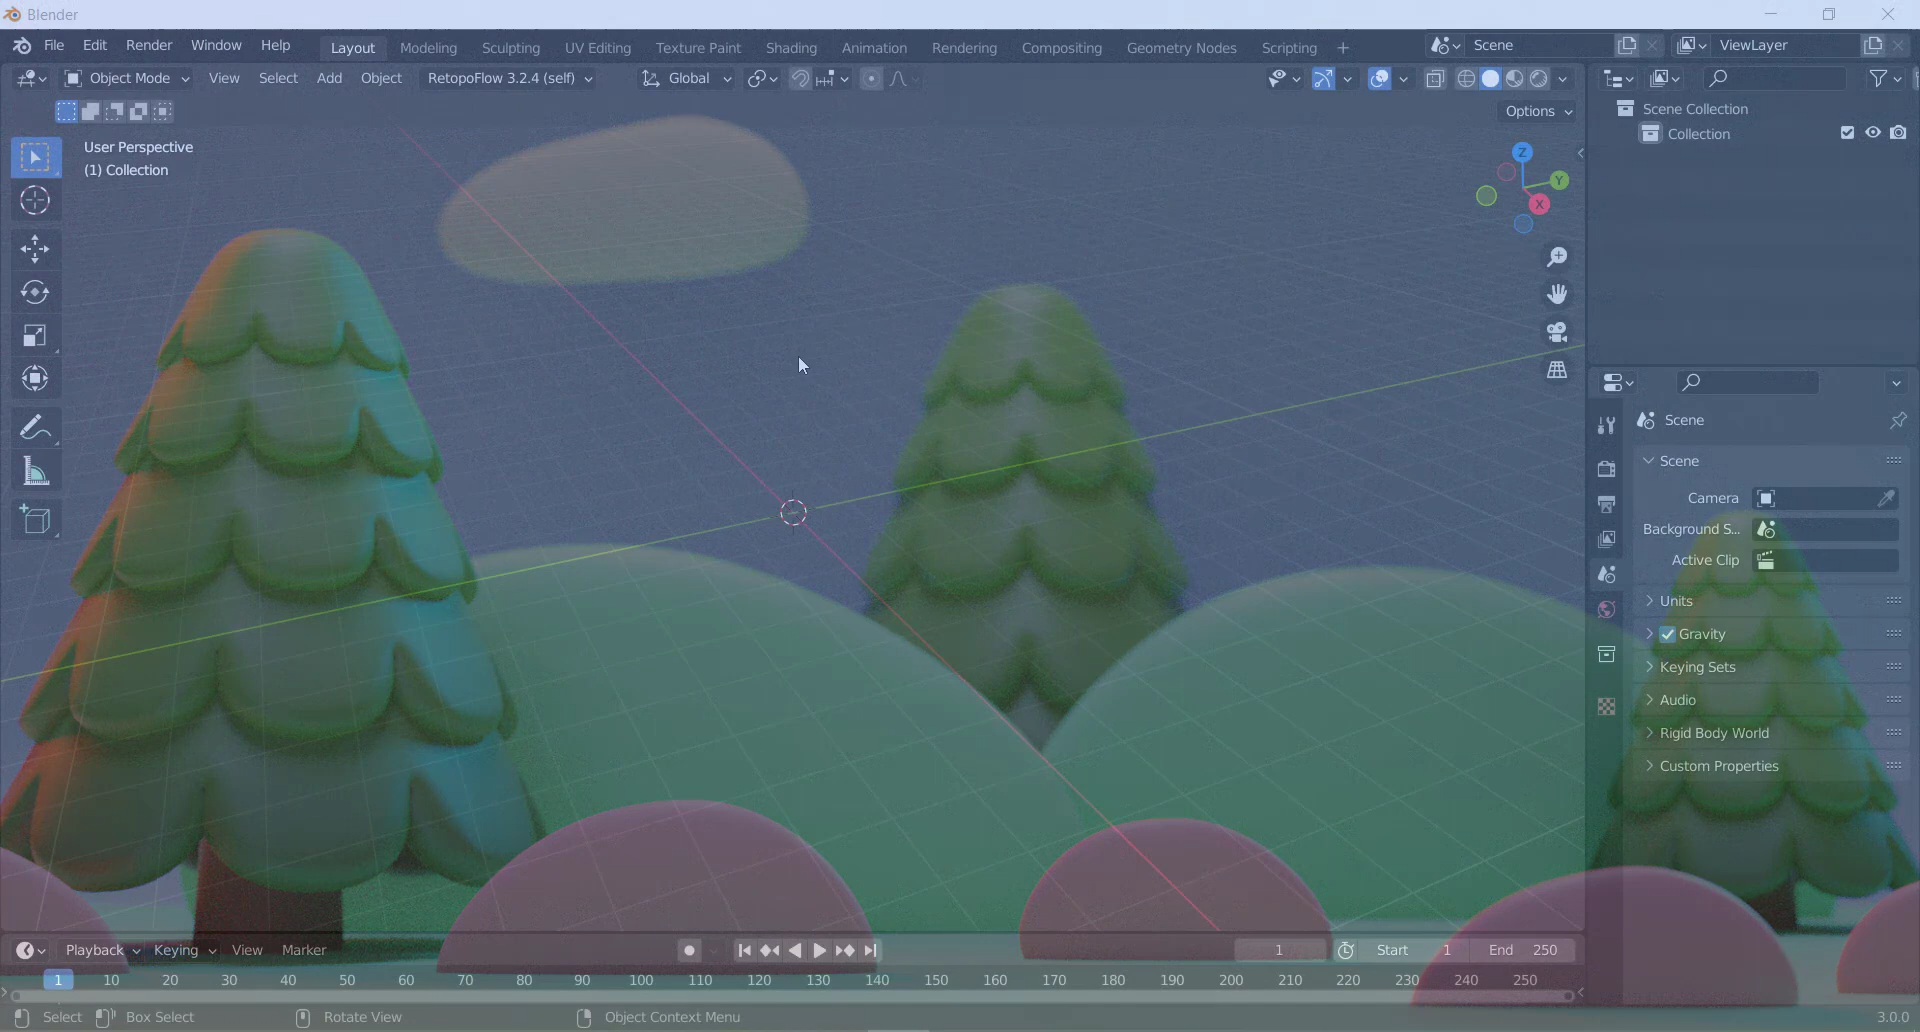 Blender
File Edit Render Window Help Layout Modeling Sculpting UV Editing Texture Paint Shading Animation Rendering Compositing Geometry Nodes Scripting + Scene ViewLayer
Object Mode View Select Add Object RetopoFlow 3.2.4 (self) Global
Options
User Perspective
(1) Collection
Z
Y
X
Scene Collection
Collection
Scene
Scene
Camera
Background S...
Active Clip
Units
Gravity
Keying Sets
Audio
Rigid Body World
Custom Properties
Playback Keying View Marker 1 Start 1 End 250
1 10 20 30 40 50 60 70 80 90 100 110 120 130 140 150 160 170 180 190 200 210 220 230 240 250
Select Box Select Rotate View Object Context Menu 3.0.0